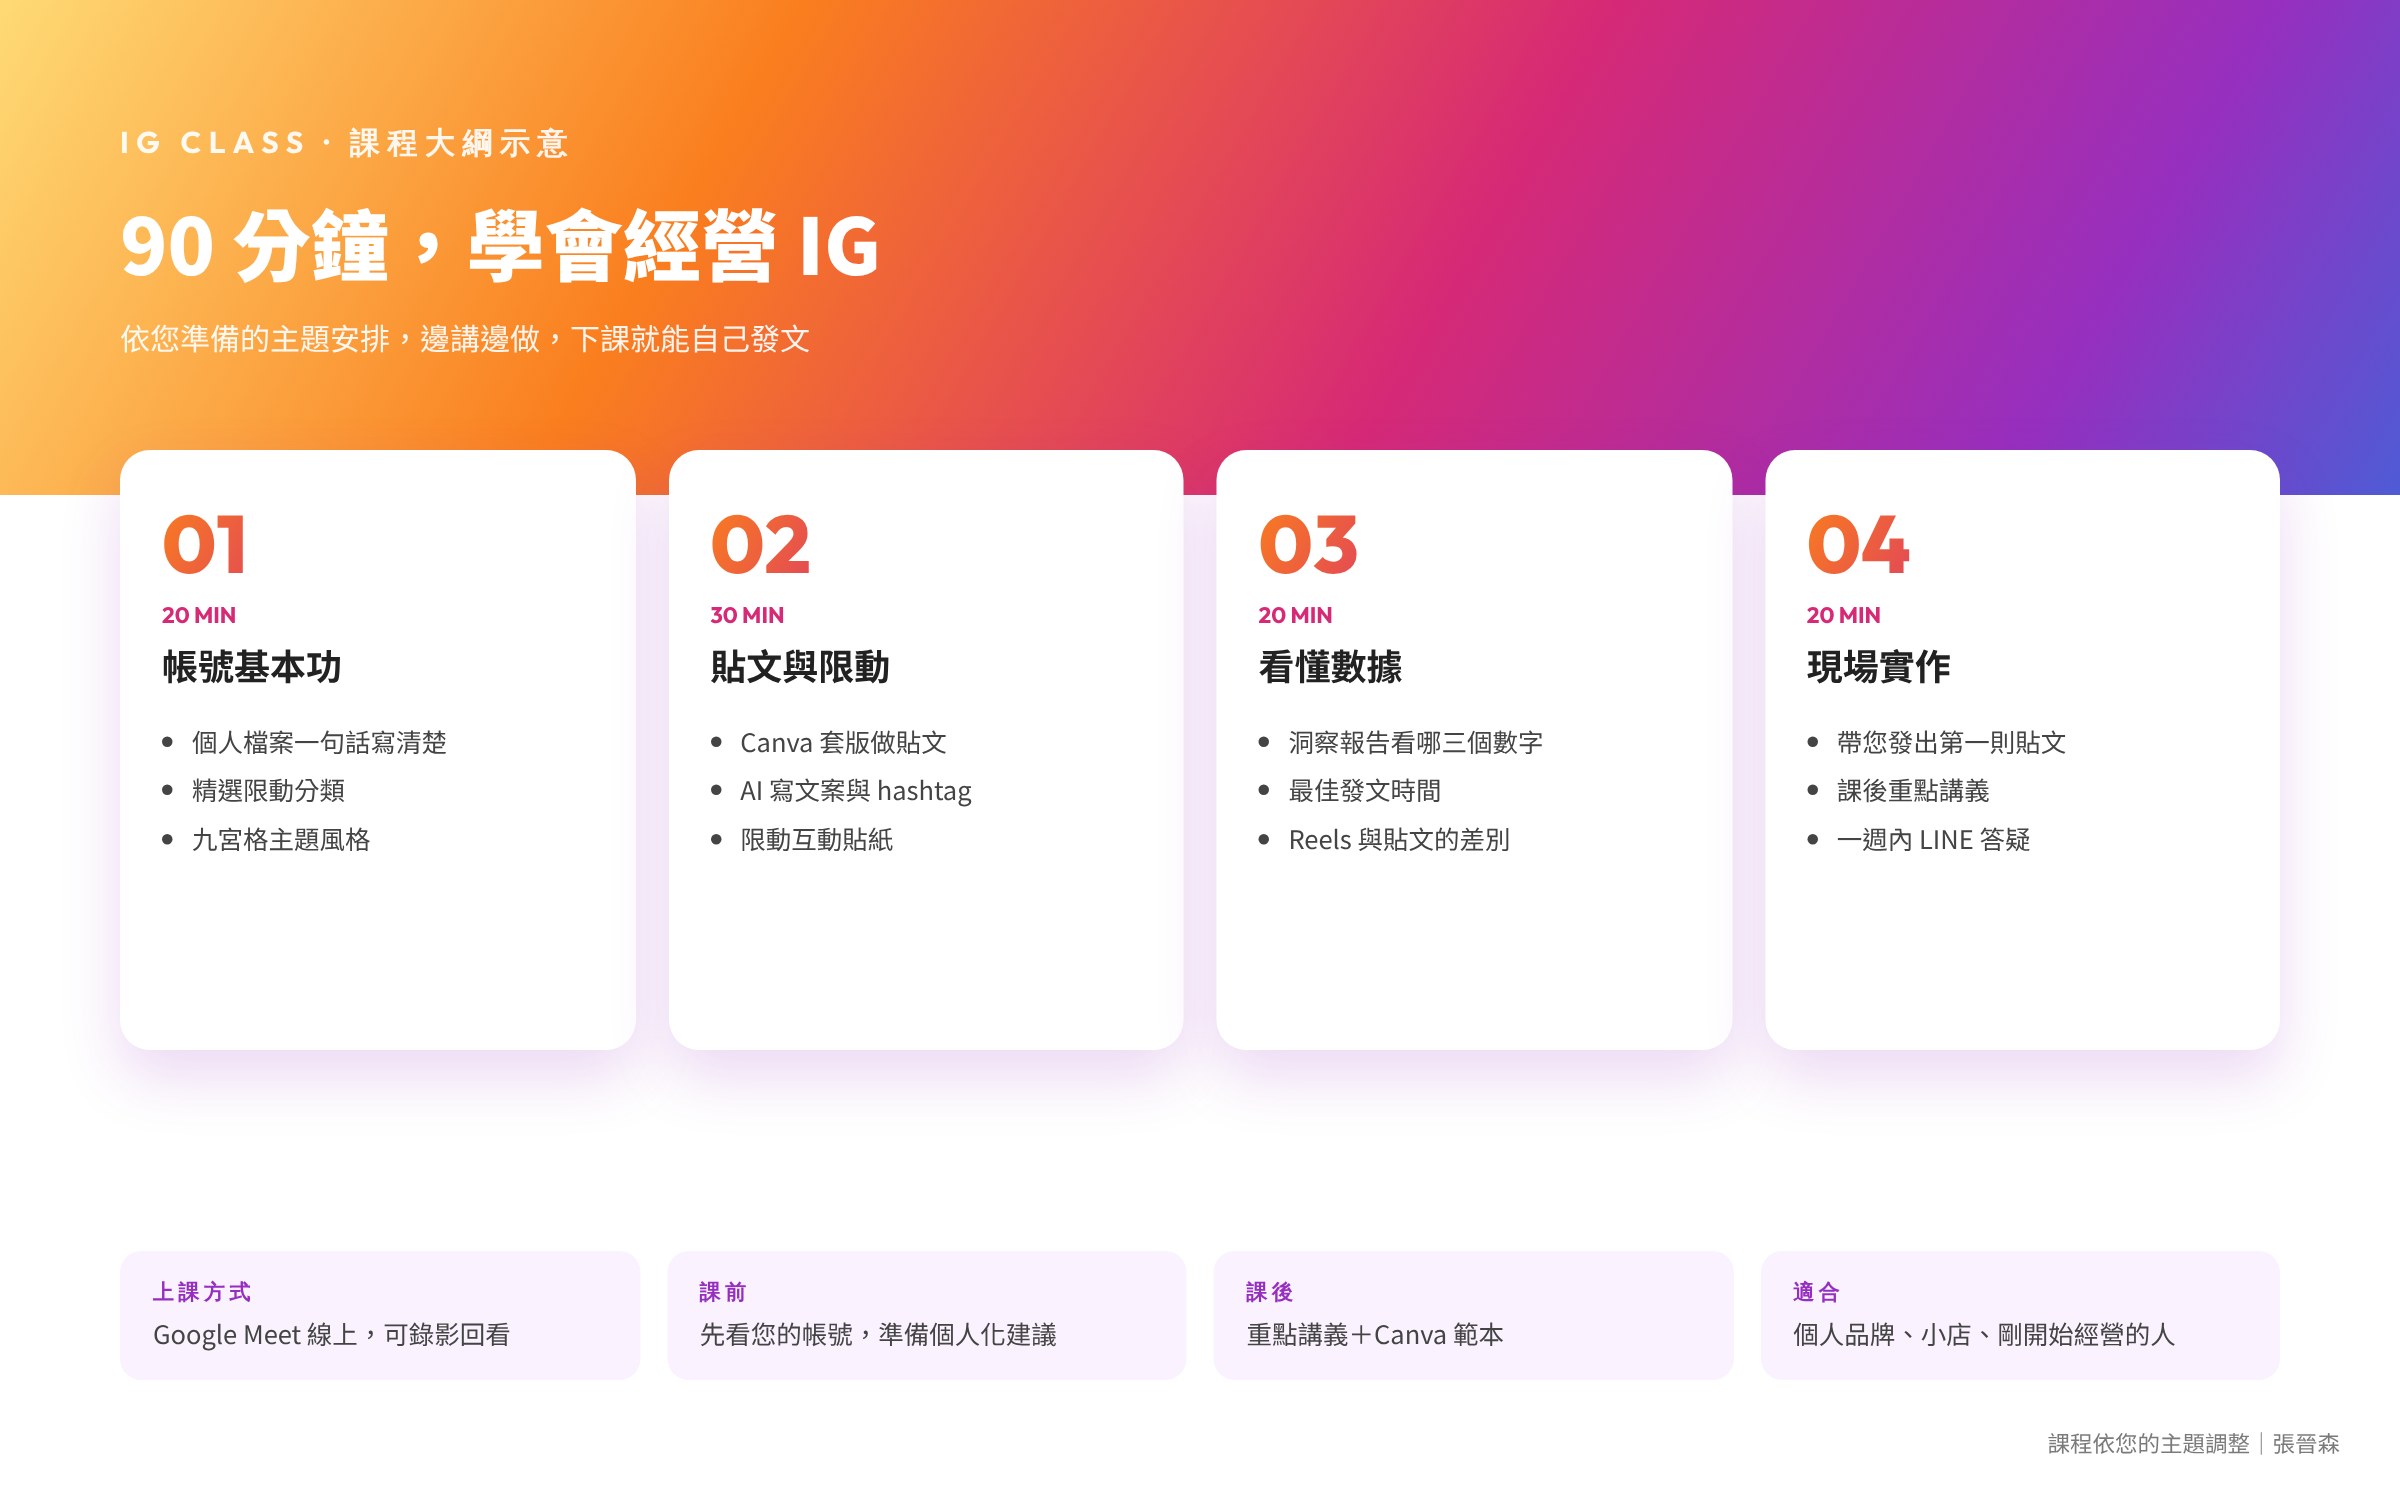 IG CLASS · 課程大綱示意
90 分鐘，學會經營 IG
依您準備的主題安排，邊講邊做，下課就能自己發文
01
20 MIN
帳號基本功
• 個人檔案一句話寫清楚
• 精選限動分類
• 九宮格主題風格
02
30 MIN
貼文與限動
• Canva 套版做貼文
• AI 寫文案與 hashtag
• 限動互動貼紙
03
20 MIN
看懂數據
• 洞察報告看哪三個數字
• 最佳發文時間
• Reels 與貼文的差別
04
20 MIN
現場實作
• 帶您發出第一則貼文
• 課後重點講義
• 一週內 LINE 答疑
上課方式
Google Meet 線上，可錄影回看
課前
先看您的帳號，準備個人化建議
課後
重點講義＋Canva 範本
適合
個人品牌、小店、剛開始經營的人
課程依您的主題調整｜張晉森